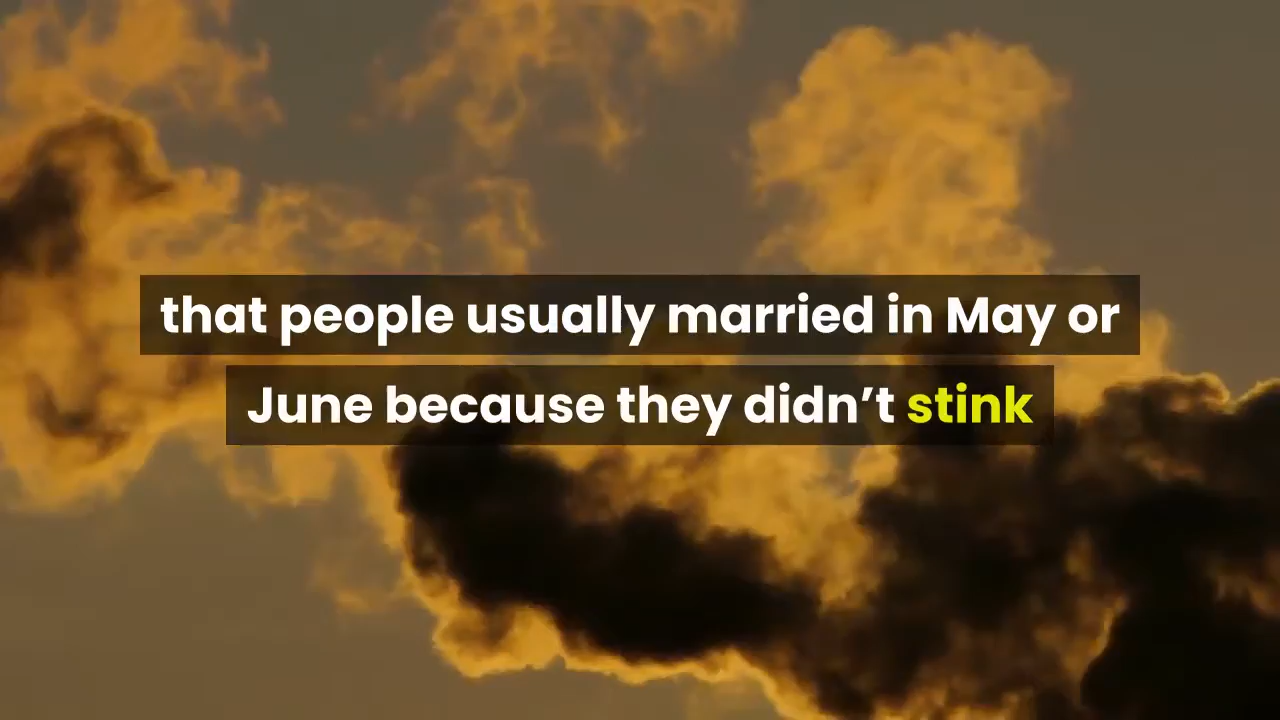 that people usually married in May or
June because they didn’t stink